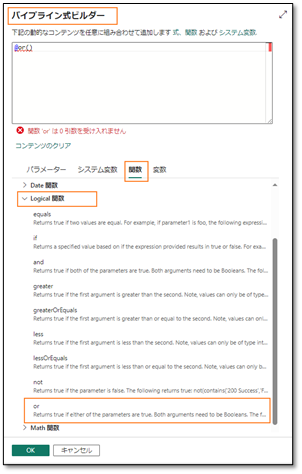 パイプライン式ビルダー
下記の動的なコンテンツを任意に組み合わせて追加します 式、関数 および システム変数.
@or()
関数 'or' は 0 引数を受け入れません。
コンテンツのクリア
パラメーター システム変数 関数 変数
Date 関数
Logical 関数
equals
Returns true if two values are equal. For example, if parameter1 is foo, the following expressi...
if
Returns a specified value based on if the expression provided results in true or false. For exam...
and
Returns true if both of the parameters are true. Both arguments need to be Booleans. The fol...
greater
Returns true if the first argument is greater than the second. Note, values can only be of type...
greaterOrEquals
Returns true if the first argument is greater than or equal to the second. Note, values can onl...
less
Returns true if the first argument is less than the second. Note, values can only be of type int...
lessOrEquals
Returns true if the first argument is less than or equal to the second. Note, values can only b...
not
Returns true if the parameter is false. The following returns true: not(contains('200 Success','F...
or
Returns true if either of the parameters are true. Both arguments need to be Booleans. The f...
Math 関数
OK キャンセル